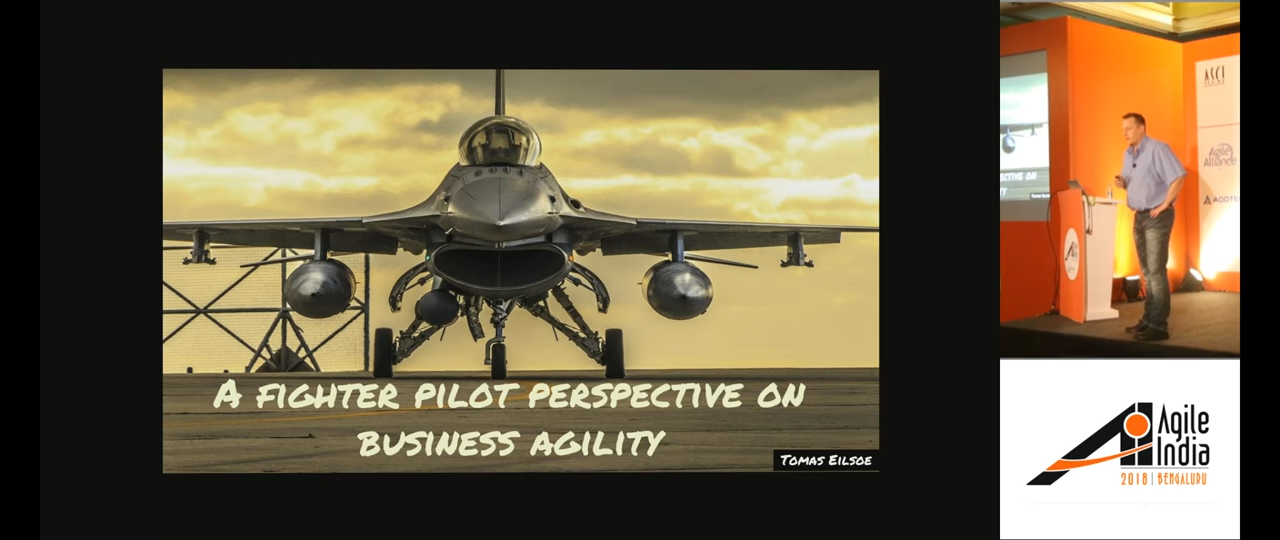 A FIGHTER PILOT PERSPECTIVE ON
BUSINESS AGILITY
TOMAS EILSOE
ASCI
Agile
Alliance
Agile
India
2018 | BENGALURU